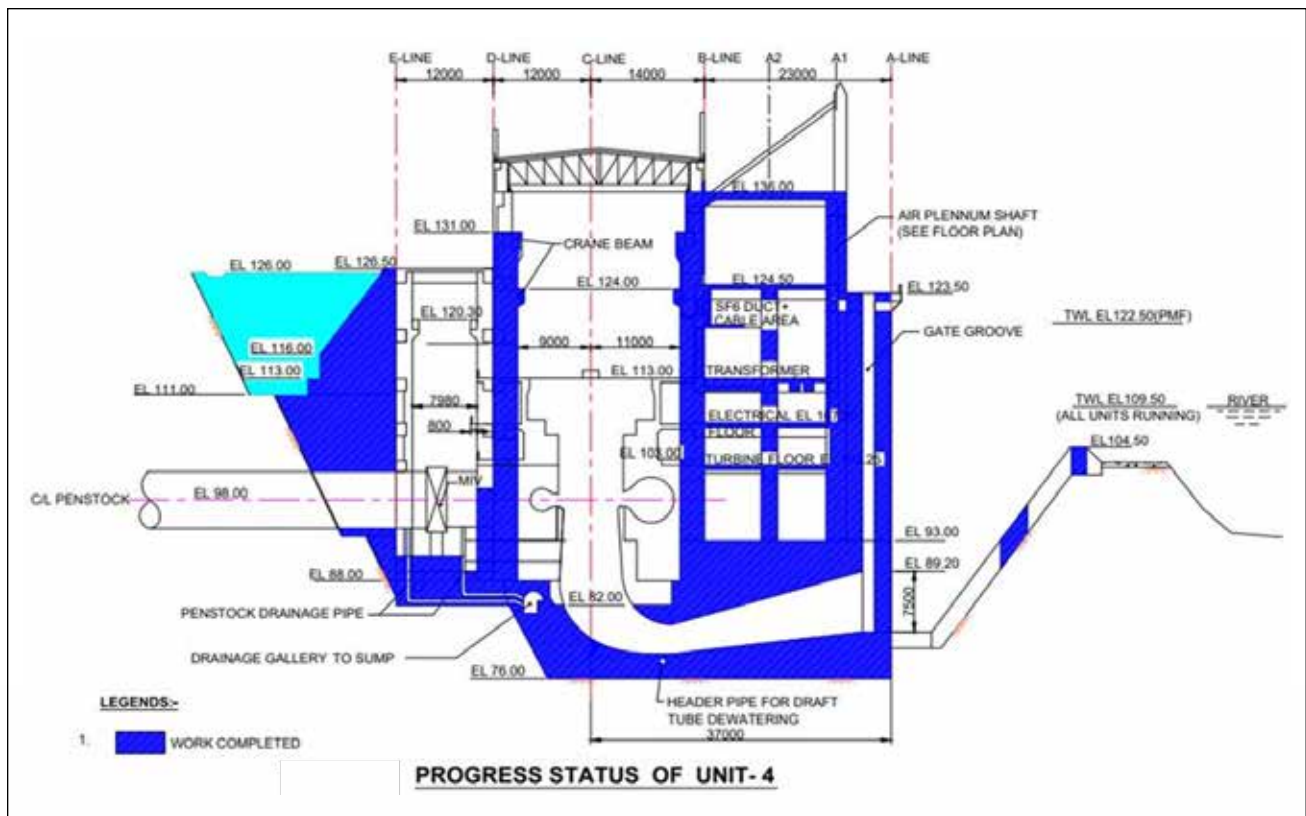 E-LINE D-LINE C-LINE B-LINE A2 A1 A-LINE
12000 12000 14000 23000
EL 136.00
AIR PLENNUM SHAFT
(SEE FLOOR PLAN)
EL 131.00
CRANE BEAM
EL 126.00 EL 126.50
EL 124.00 EL 124.50 EL 123.50
SF6 DUCT+
CABLE AREA
EL 120.30
TWL EL122.50(PMF)
GATE GROOVE
9000 11000
EL 116.00
EL 113.00 EL 113.00 TRANSFORMER
EL 111.00
7980
TWL EL109.50 RIVER
(ALL UNITS RUNNING)
800
ELECTRICAL EL
FLOOR
EL104.50
EL 103.00 TURBINE FLOOR
MIV
C/L PENSTOCK EL 98.00
EL 93.00
EL 89.20
EL 88.00
7500
EL 82.00
PENSTOCK DRAINAGE PIPE
DRAINAGE GALLERY TO SUMP
EL 76.00
HEADER PIPE FOR DRAFT
TUBE DEWATERING
37000
LEGENDS:-
1. WORK COMPLETED
PROGRESS STATUS OF UNIT- 4